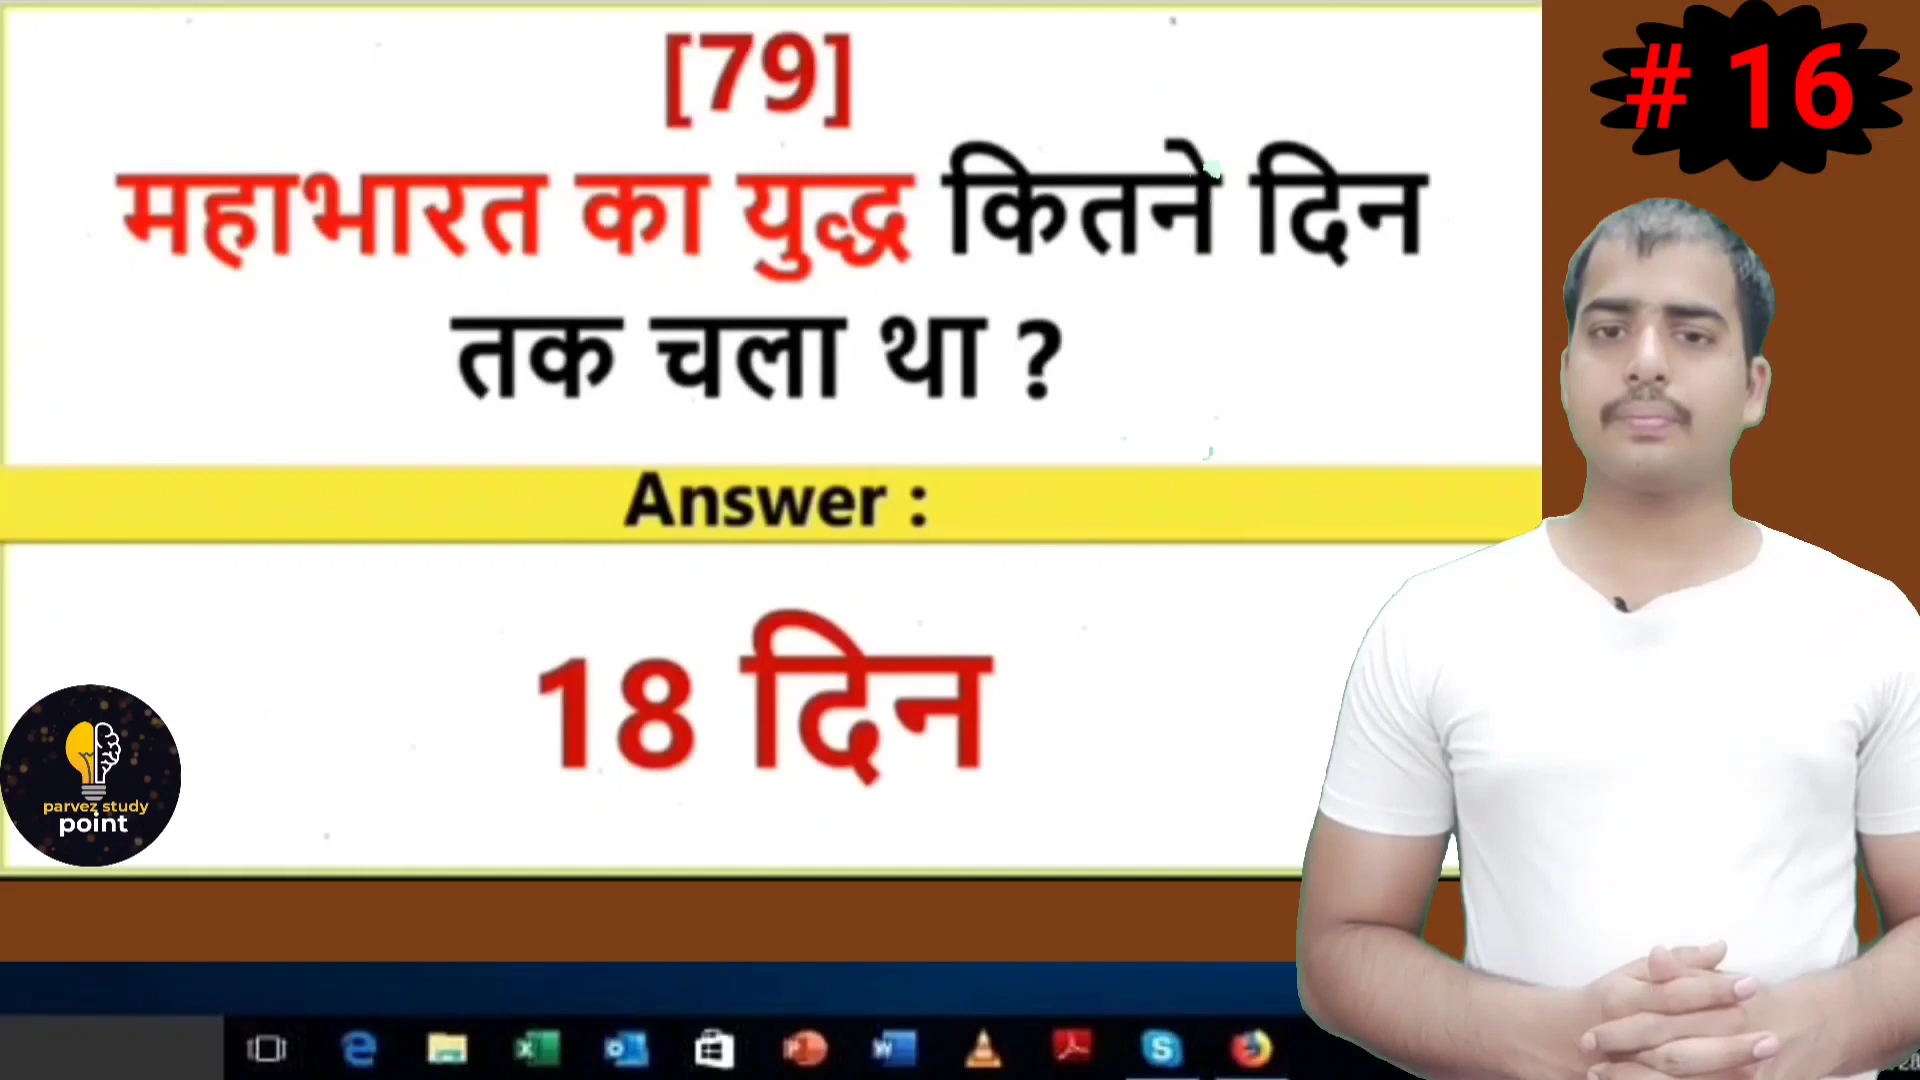 [79]
# 16
महाभारत का युद्ध कितने दिन
तक चला था ?
Answer :
18 दिन
parvez study
point